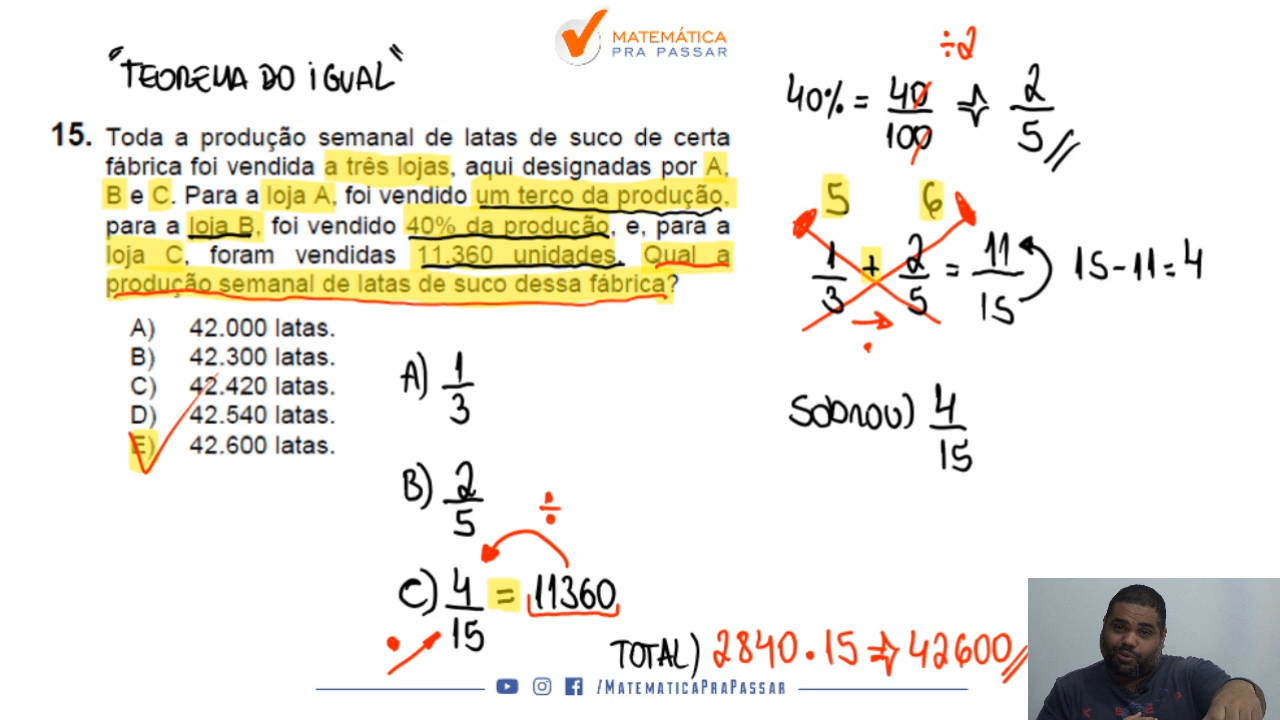 MATEMÁTICA
PRA PASSAR
"TEOREMA DO IGUAL"
15. Toda a produção semanal de latas de suco de certa
fábrica foi vendida a três lojas, aqui designadas por A,
B e C. Para a loja A, foi vendido um terço da produção,
para a loja B, foi vendido 40% da produção, e, para a
loja C, foram vendidas 11.360 unidades. Qual a
produção semanal de latas de suco dessa fábrica?
A) 42.000 latas.
B) 42.300 latas.
C) 42.420 latas.
D) 42.540 latas.
E) 42.600 latas.
A) 1/3
B) 2/5
÷
C) 4/15 = 11360
÷2
40% = 40/100 → 2/5 //
5 6
1/3 + 2/5 = 11/15 15-11=4
SOBROU) 4/15
TOTAL) 2840.15 → 42600//
/MATEMATICAPRAPASSAR